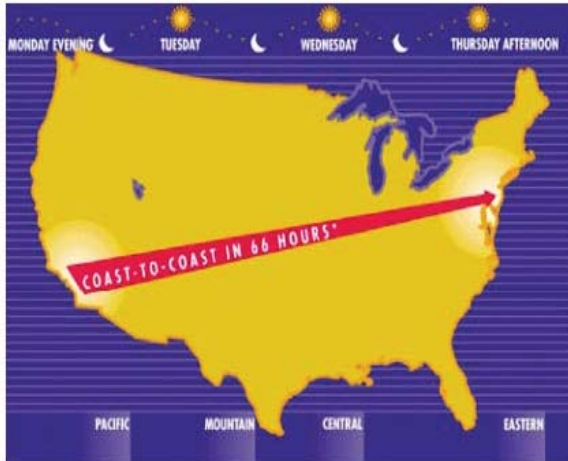 MONDAY EVENING TUESDAY WEDNESDAY THURSDAY AFTERNOON
COAST-TO-COAST IN 66 HOURS*
PACIFIC MOUNTAIN CENTRAL EASTERN